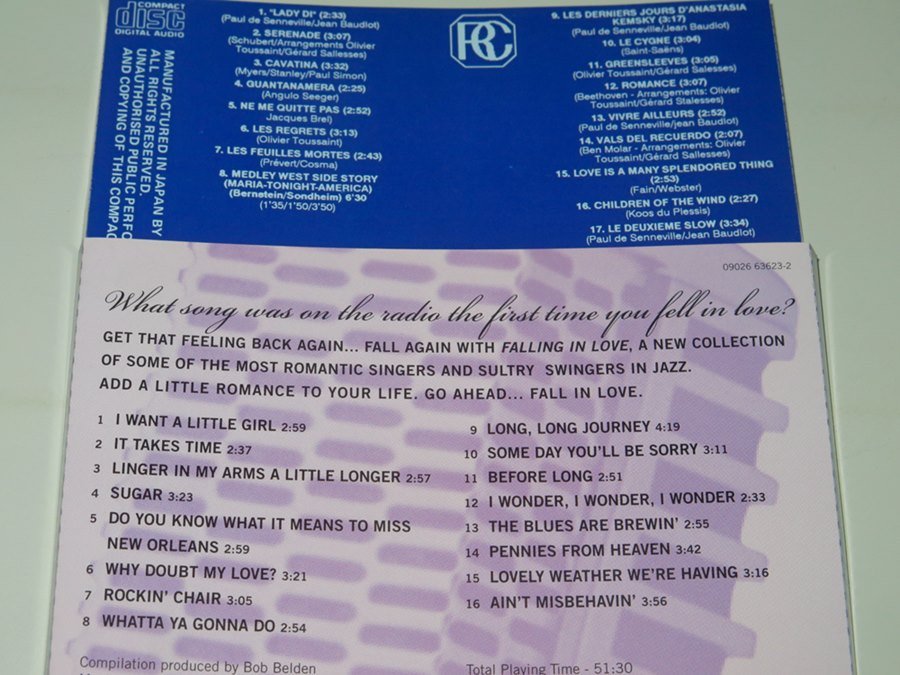 COMPACT
disc
DIGITAL AUDIO
MANUFACTURED IN JAPAN BY
ALL RIGHTS RESERVED.
UNAUTHORISED PUBLIC PERFO
AND COPYING OF THIS COMPAC
1. "LADY DI" (2:33)
(Paul de Senneville/Jean Baudlot)
2. SERENADE (3:07)
(Schubert/Arrangements Olivier
Toussaint/Gérard Sallesses)
3. CAVATINA (3:32)
(Myers/Stanley/Paul Simon)
4. GUANTANAMERA (2:25)
(Angulo Seeger)
5. NE ME QUITTE PAS (2:52)
Jacques Brel)
6. LES REGRETS (3:13)
(Olivier Toussaint)
7. LES FEUILLES MORTES (2:43)
(Prévert/Cosma)
8. MEDLEY WEST SIDE STORY
(MARIA-TONIGHT-AMERICA)
(Bernstein/Sondheim) 6'30
(1'35/1'50/3'50)
9. LES DERNIERS JOURS D'ANASTASIA
KEMSKY (3:17)
(Paul de Senneville/Jean Baudlot)
10. LE CYGNE (3:04)
(Saint-Saëns)
11. GREENSLEEVES (3:05)
(Olivier Toussaint/Gérard Salesses)
12. ROMANCE (3:07)
(Beethoven - Arrangements: Olivier
Toussaint/Gérard Stalesses)
13. VIVRE AILLEURS (2:52)
(Paul de Senneville/jean Baudlot)
14. VALS DEL RECUERDO (2:07)
(Ben Molar - Arrangements: Olivier
Toussaint/Gérard Sallesses)
15. LOVE IS A MANY SPLENDORED THING
(2:53)
(Fain/Webster)
16. CHILDREN OF THE WIND (2:27)
(Koos du Plessis)
17. LE DEUXIEME SLOW (3:34)
(Paul de Senneville/Jean Baudlot)
09026 63623-2
What song was on the radio the first time you fell in love?
GET THAT FEELING BACK AGAIN... FALL AGAIN WITH FALLING IN LOVE, A NEW COLLECTION
OF SOME OF THE MOST ROMANTIC SINGERS AND SULTRY SWINGERS IN JAZZ.
ADD A LITTLE ROMANCE TO YOUR LIFE. GO AHEAD... FALL IN LOVE.
1 I WANT A LITTLE GIRL 2:59
2 IT TAKES TIME 2:37
3 LINGER IN MY ARMS A LITTLE LONGER 2:57
4 SUGAR 3:23
5 DO YOU KNOW WHAT IT MEANS TO MISS
NEW ORLEANS 2:59
6 WHY DOUBT MY LOVE? 3:21
7 ROCKIN' CHAIR 3:05
8 WHATTA YA GONNA DO 2:54
9 LONG, LONG JOURNEY 4:19
10 SOME DAY YOU'LL BE SORRY 3:11
11 BEFORE LONG 2:51
12 I WONDER, I WONDER, I WONDER 2:33
13 THE BLUES ARE BREWIN' 2:55
14 PENNIES FROM HEAVEN 3:42
15 LOVELY WEATHER WE'RE HAVING 3:16
16 AIN'T MISBEHAVIN' 3:56
Compilation produced by Bob Belden
Total Playing Time - 51:30